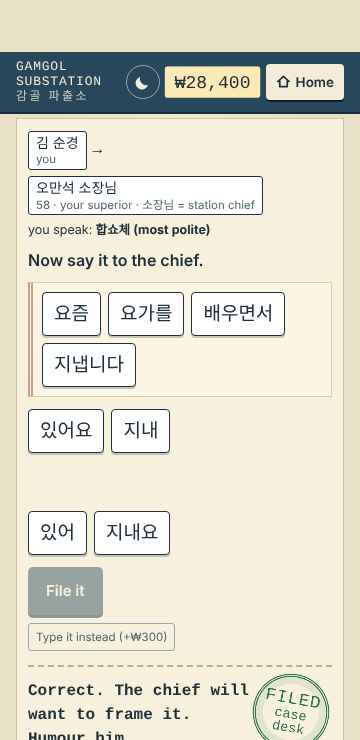 GAMGOL
SUBSTATION
감골 파출소
₩28,400
Home
김 순경
you
→
오만석 소장님
58 · your superior · 소장님 = station chief
you speak: 합쇼체 (most polite)
Now say it to the chief.
요즘 요가를 배우면서
지냅니다
있어요 지내
있어 지내요
File it
Type it instead (+₩300)
Correct. The chief will
want to frame it.
Humour him.
FILED
case
desk